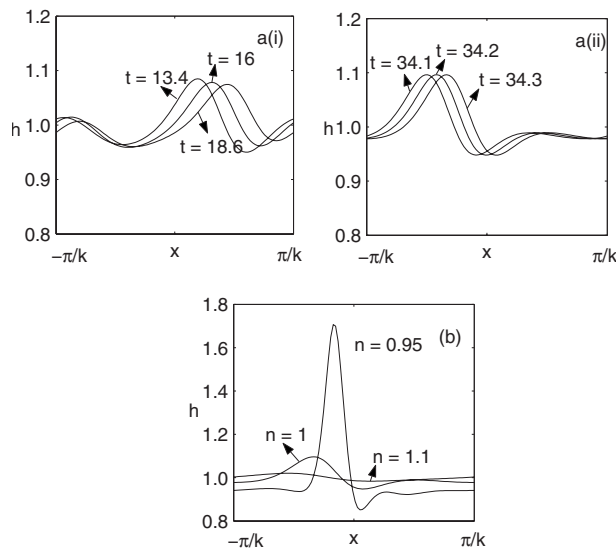 1.2
a(i)
t = 16
1.1
t = 13.4
h
1.0
t = 18.6
0.9
0.8
−π/k
x
π/k
1.2
a(ii)
t = 34.2
t = 34.1
1.1
t = 34.3
h
1.0
0.9
0.8
−π/k
x
π/k
1.8
(b)
n = 0.95
1.6
1.4
h
1.2
n = 1
n = 1.1
1.0
0.8
−π/k
x
π/k